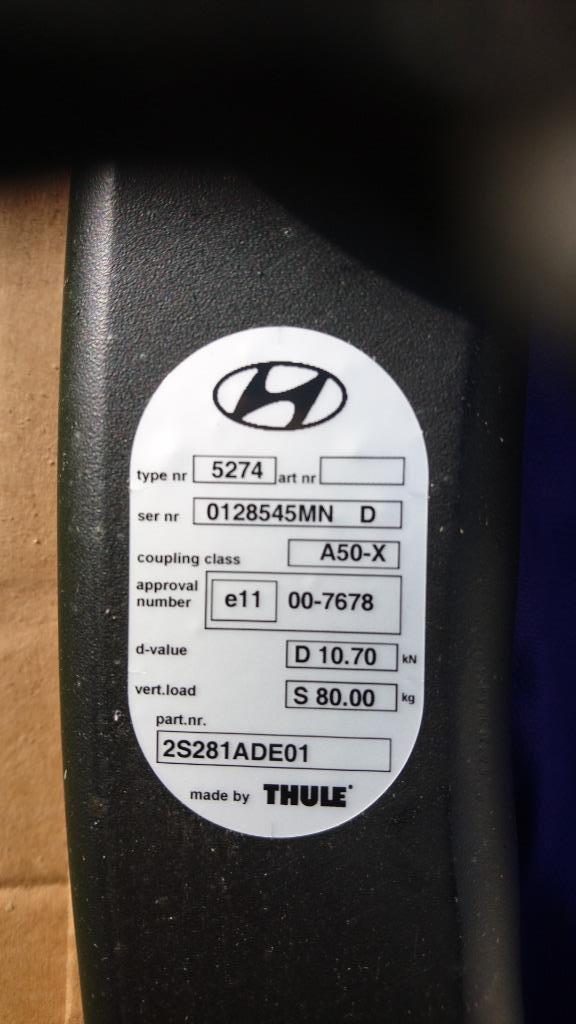 type nr 5274 art nr
ser nr 0128545MN D
coupling class A50-X
approval number e11 00-7678
d-value D 10.70 kN
vert.load S 80.00 kg
part.nr.
2S281ADE01
made by THULE